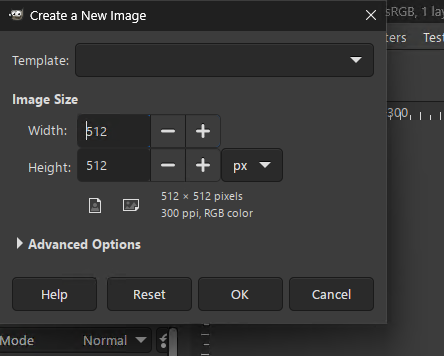 Create a New Image
sRGB, 1 lay
Template:
ters
Test
Image Size
300
Width:
512
Height:
512
px
512 × 512 pixels
300 ppi, RGB color
Advanced Options
Help
Reset
OK
Cancel
Mode
Normal